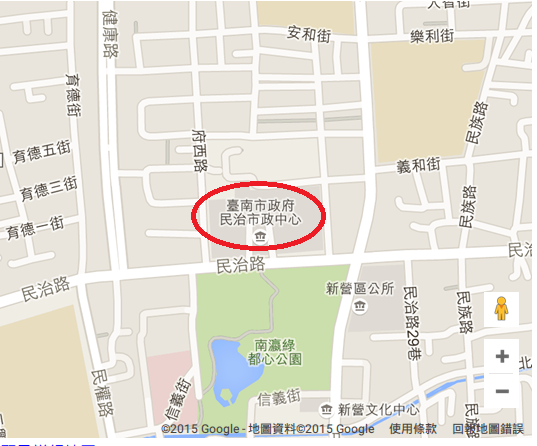 安和街
樂利街
健康路
育德街
民族路
府西路
育德五街
義和街
育德三街
民族路
臺南市政府
民治市政中心
育德一街
民治路
民治路
新營區公所
民治路29巷
民族路
南瀛綠
都心公園
民權路
信義街
信義街
新營文化中心
©2015 Google - 地圖資料©2015 Google
使用條款
回報地圖錯誤